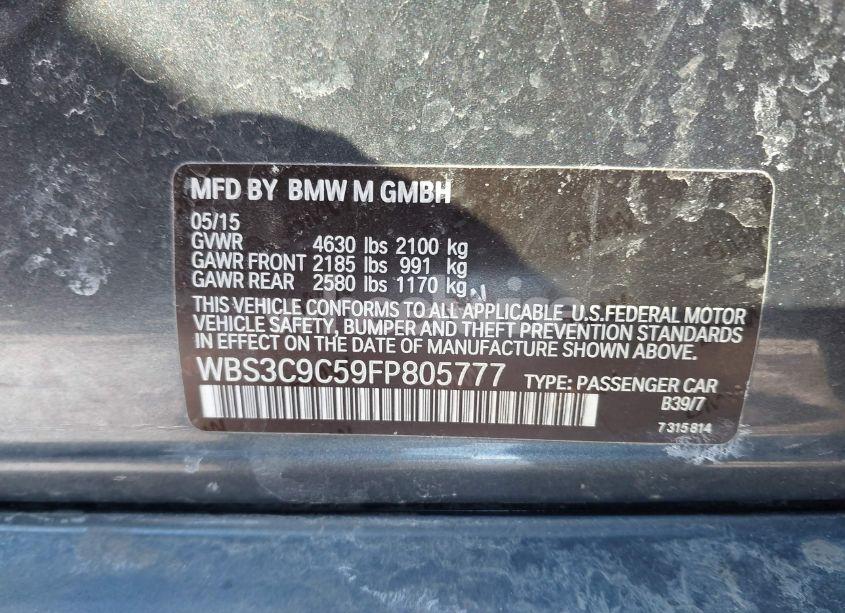 MFD BY BMW M GMBH
05/15
GVWR 4630 lbs 2100 kg
GAWR FRONT 2185 lbs 991 kg
GAWR REAR 2580 lbs 1170 kg
THIS VEHICLE CONFORMS TO ALL APPLICABLE U.S.FEDERAL MOTOR
VEHICLE SAFETY, BUMPER AND THEFT PREVENTION STANDARDS
IN EFFECT ON THE DATE OF MANUFACTURE SHOWN ABOVE.
WBS3C9C59FP805777 TYPE: PASSENGER CAR
B39/7
7 315 814